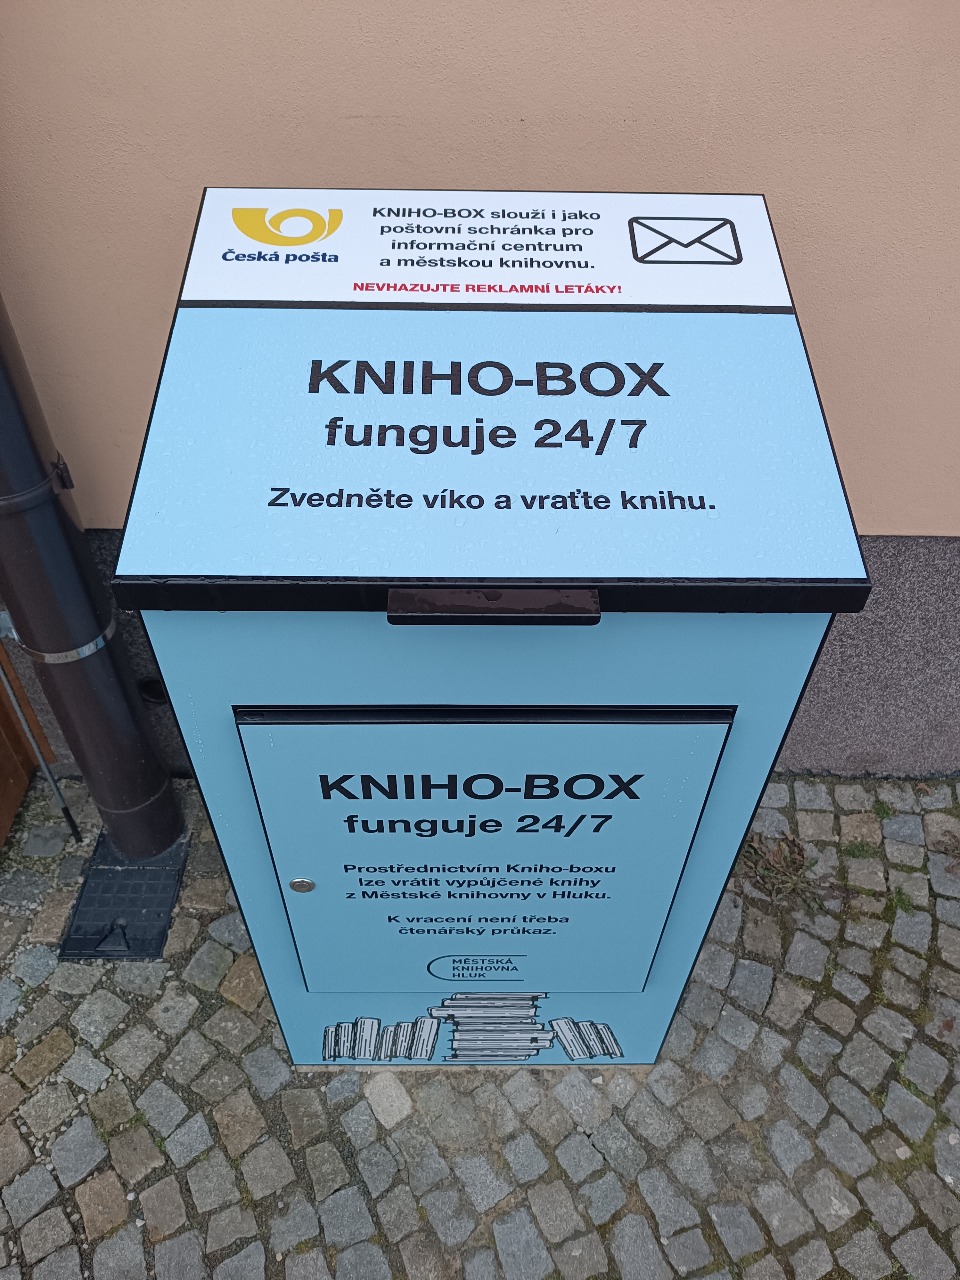 Česká pošta
KNIHO-BOX slouží i jako
poštovní schránka pro
informační centrum
a městskou knihovnu.
NEVHAZUJTE REKLAMNÍ LETÁKY!
KNIHO-BOX
funguje 24/7
Zvedněte víko a vraťte knihu.
KNIHO-BOX
funguje 24/7
Prostřednictvím Kniho-boxu
lze vrátit vypůjčené knihy
z Městské knihovny v Hluku.
K vracení není třeba
čtenářský průkaz.
MĚSTSKÁ
KNIHOVNA
HLUK